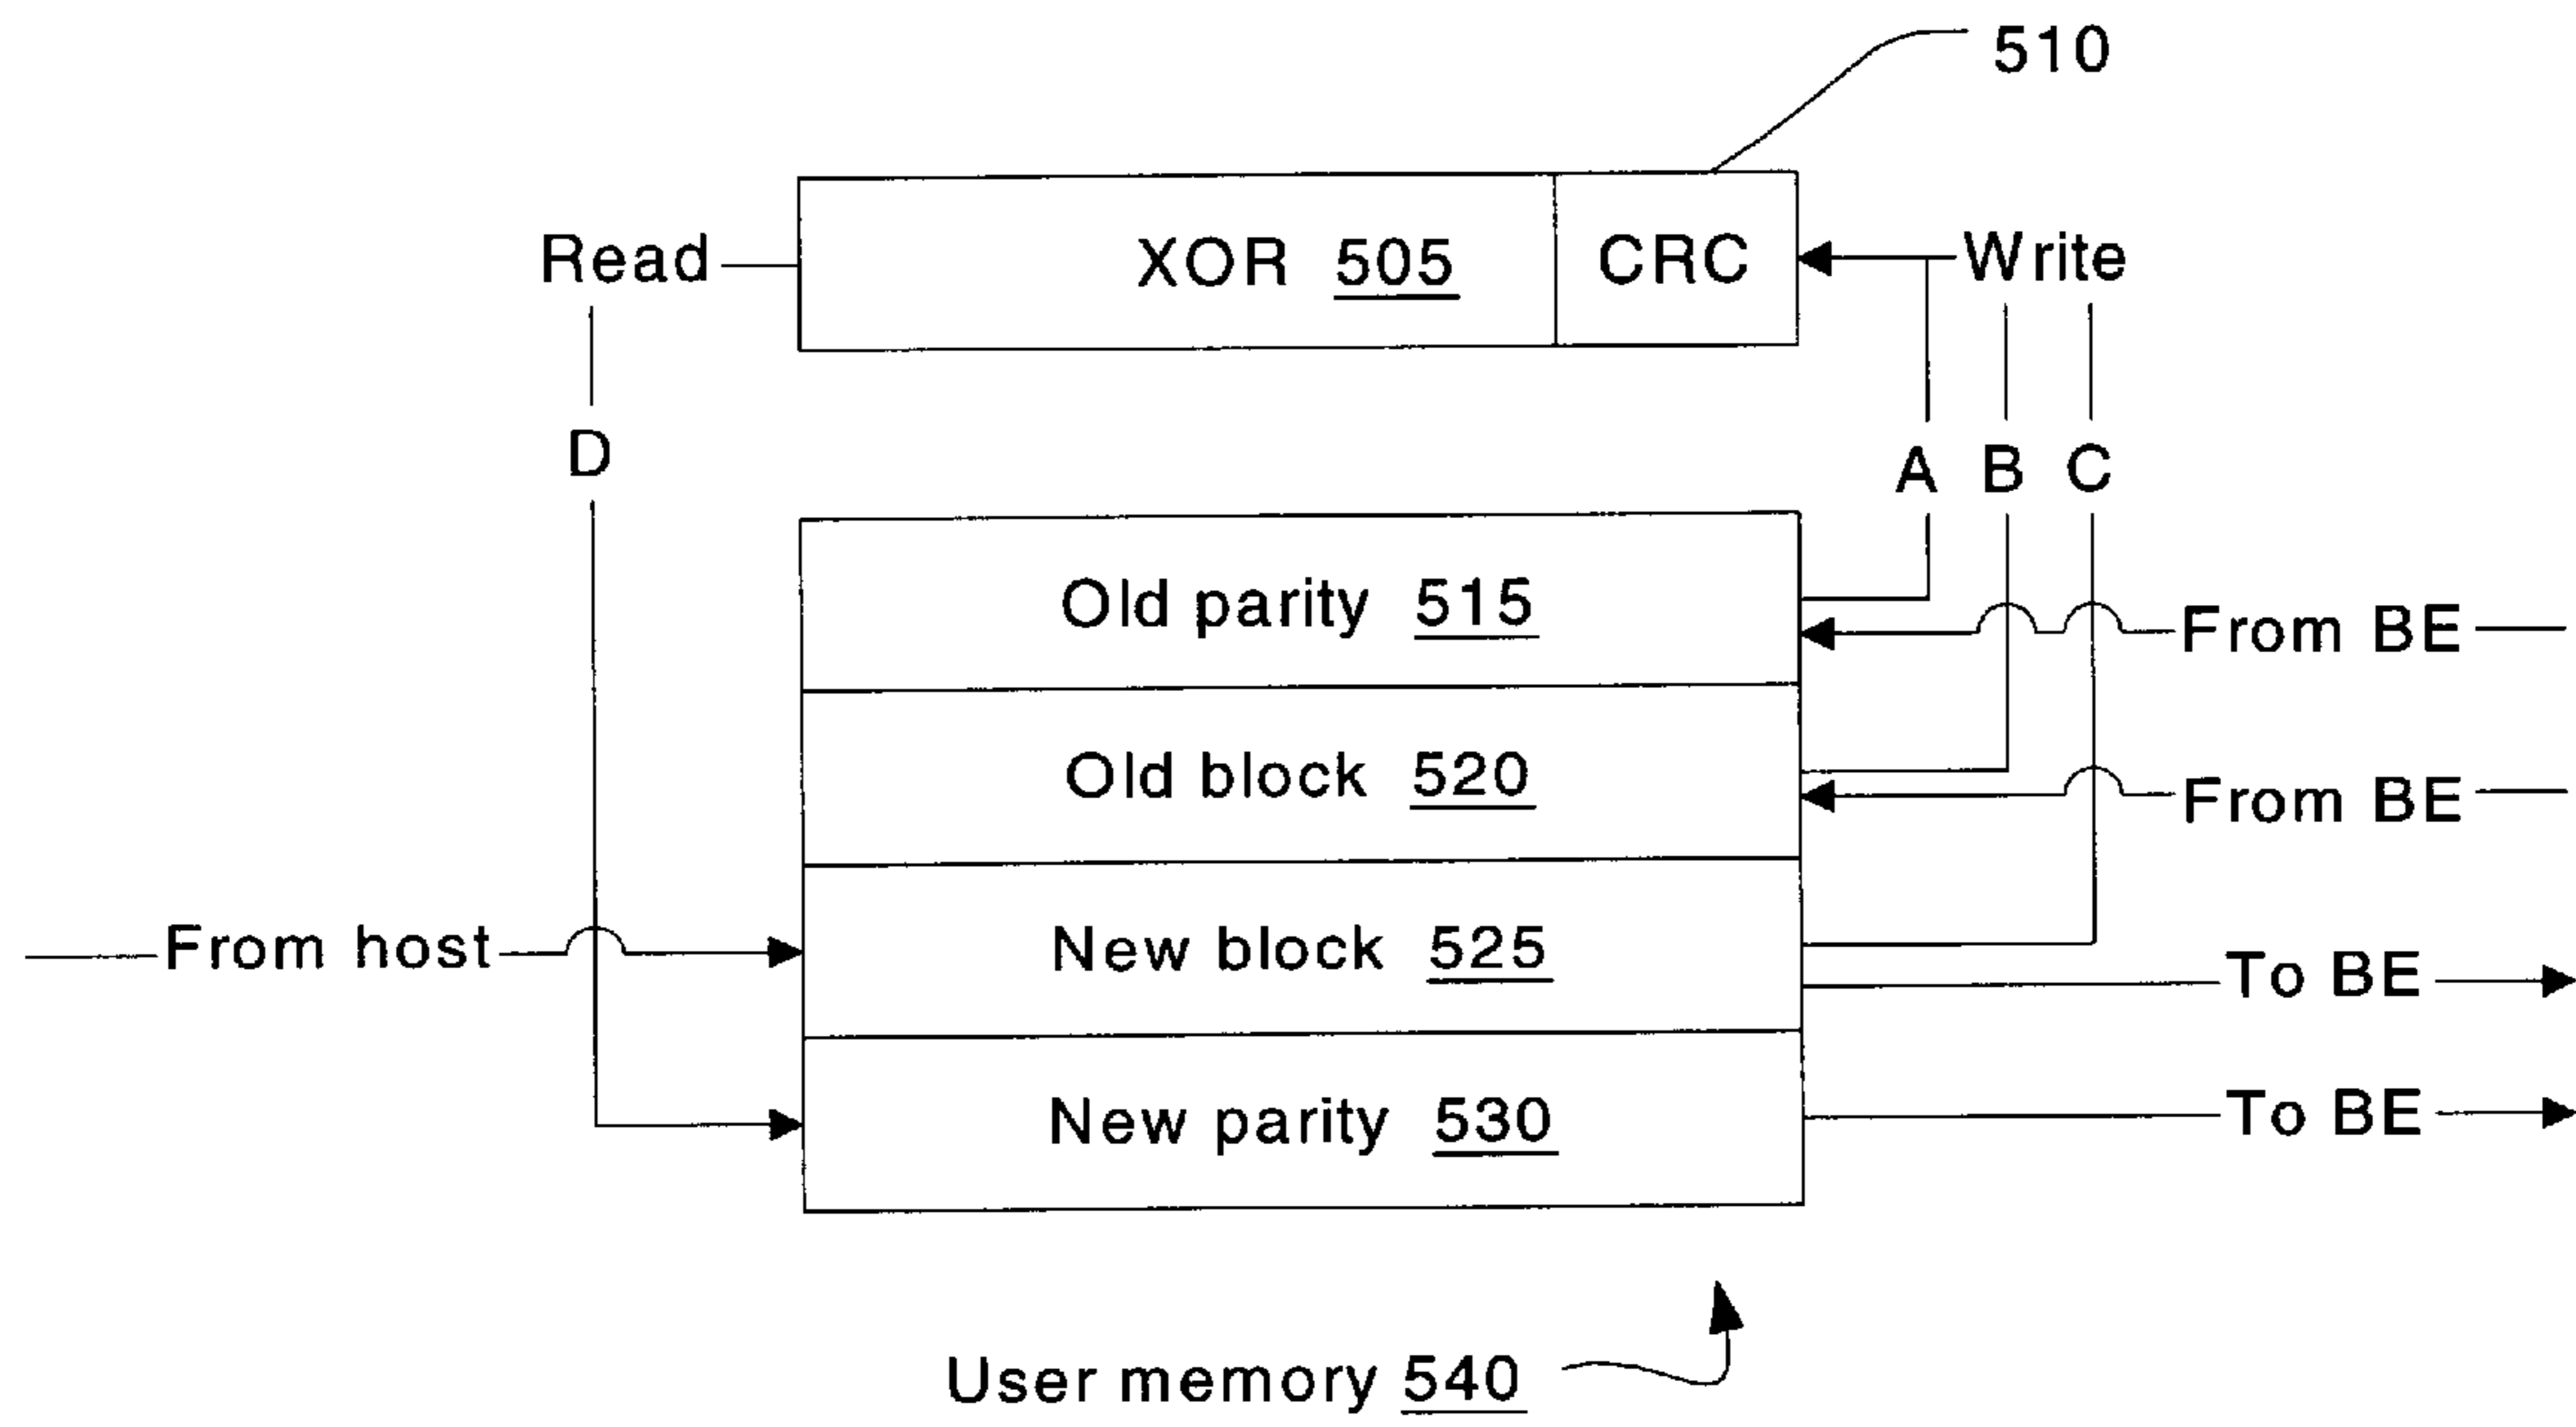 510
Read XOR 505 CRC Write
D A B C
Old parity 515
From BE
Old block 520
From BE
From host New block 525 To BE
New parity 530 To BE
User memory 540